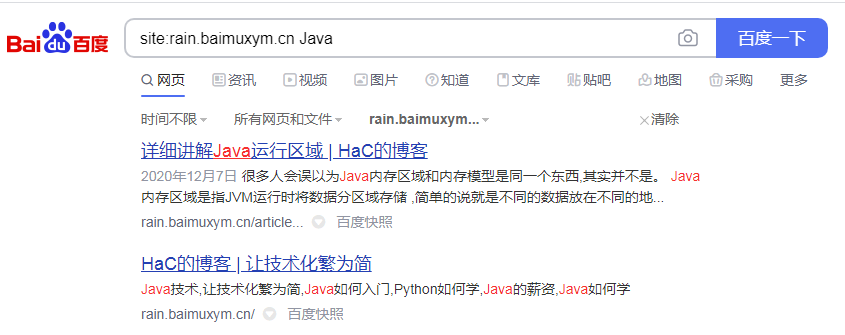 Bai du 百度 site:rain.baimuxym.cn Java 百度一下
网页 资讯 视频 图片 知道 文库 贴吧 地图 采购 更多
时间不限 所有网页和文件 rain.baimuxym... 清除
详细讲解Java运行区域 | HaC的博客
2020年12月7日 很多人会误以为Java内存区域和内存模型是同一个东西,其实并不是。 Java
内存区域是指JVM运行时将数据分区域存储 ,简单的说就是不同的数据放在不同的地...
rain.baimuxym.cn/article... 百度快照
HaC的博客 | 让技术化繁为简
Java技术,让技术化繁为简,Java如何入门,Python如何学,Java的薪资,Java如何学
rain.baimuxym.cn/ 百度快照